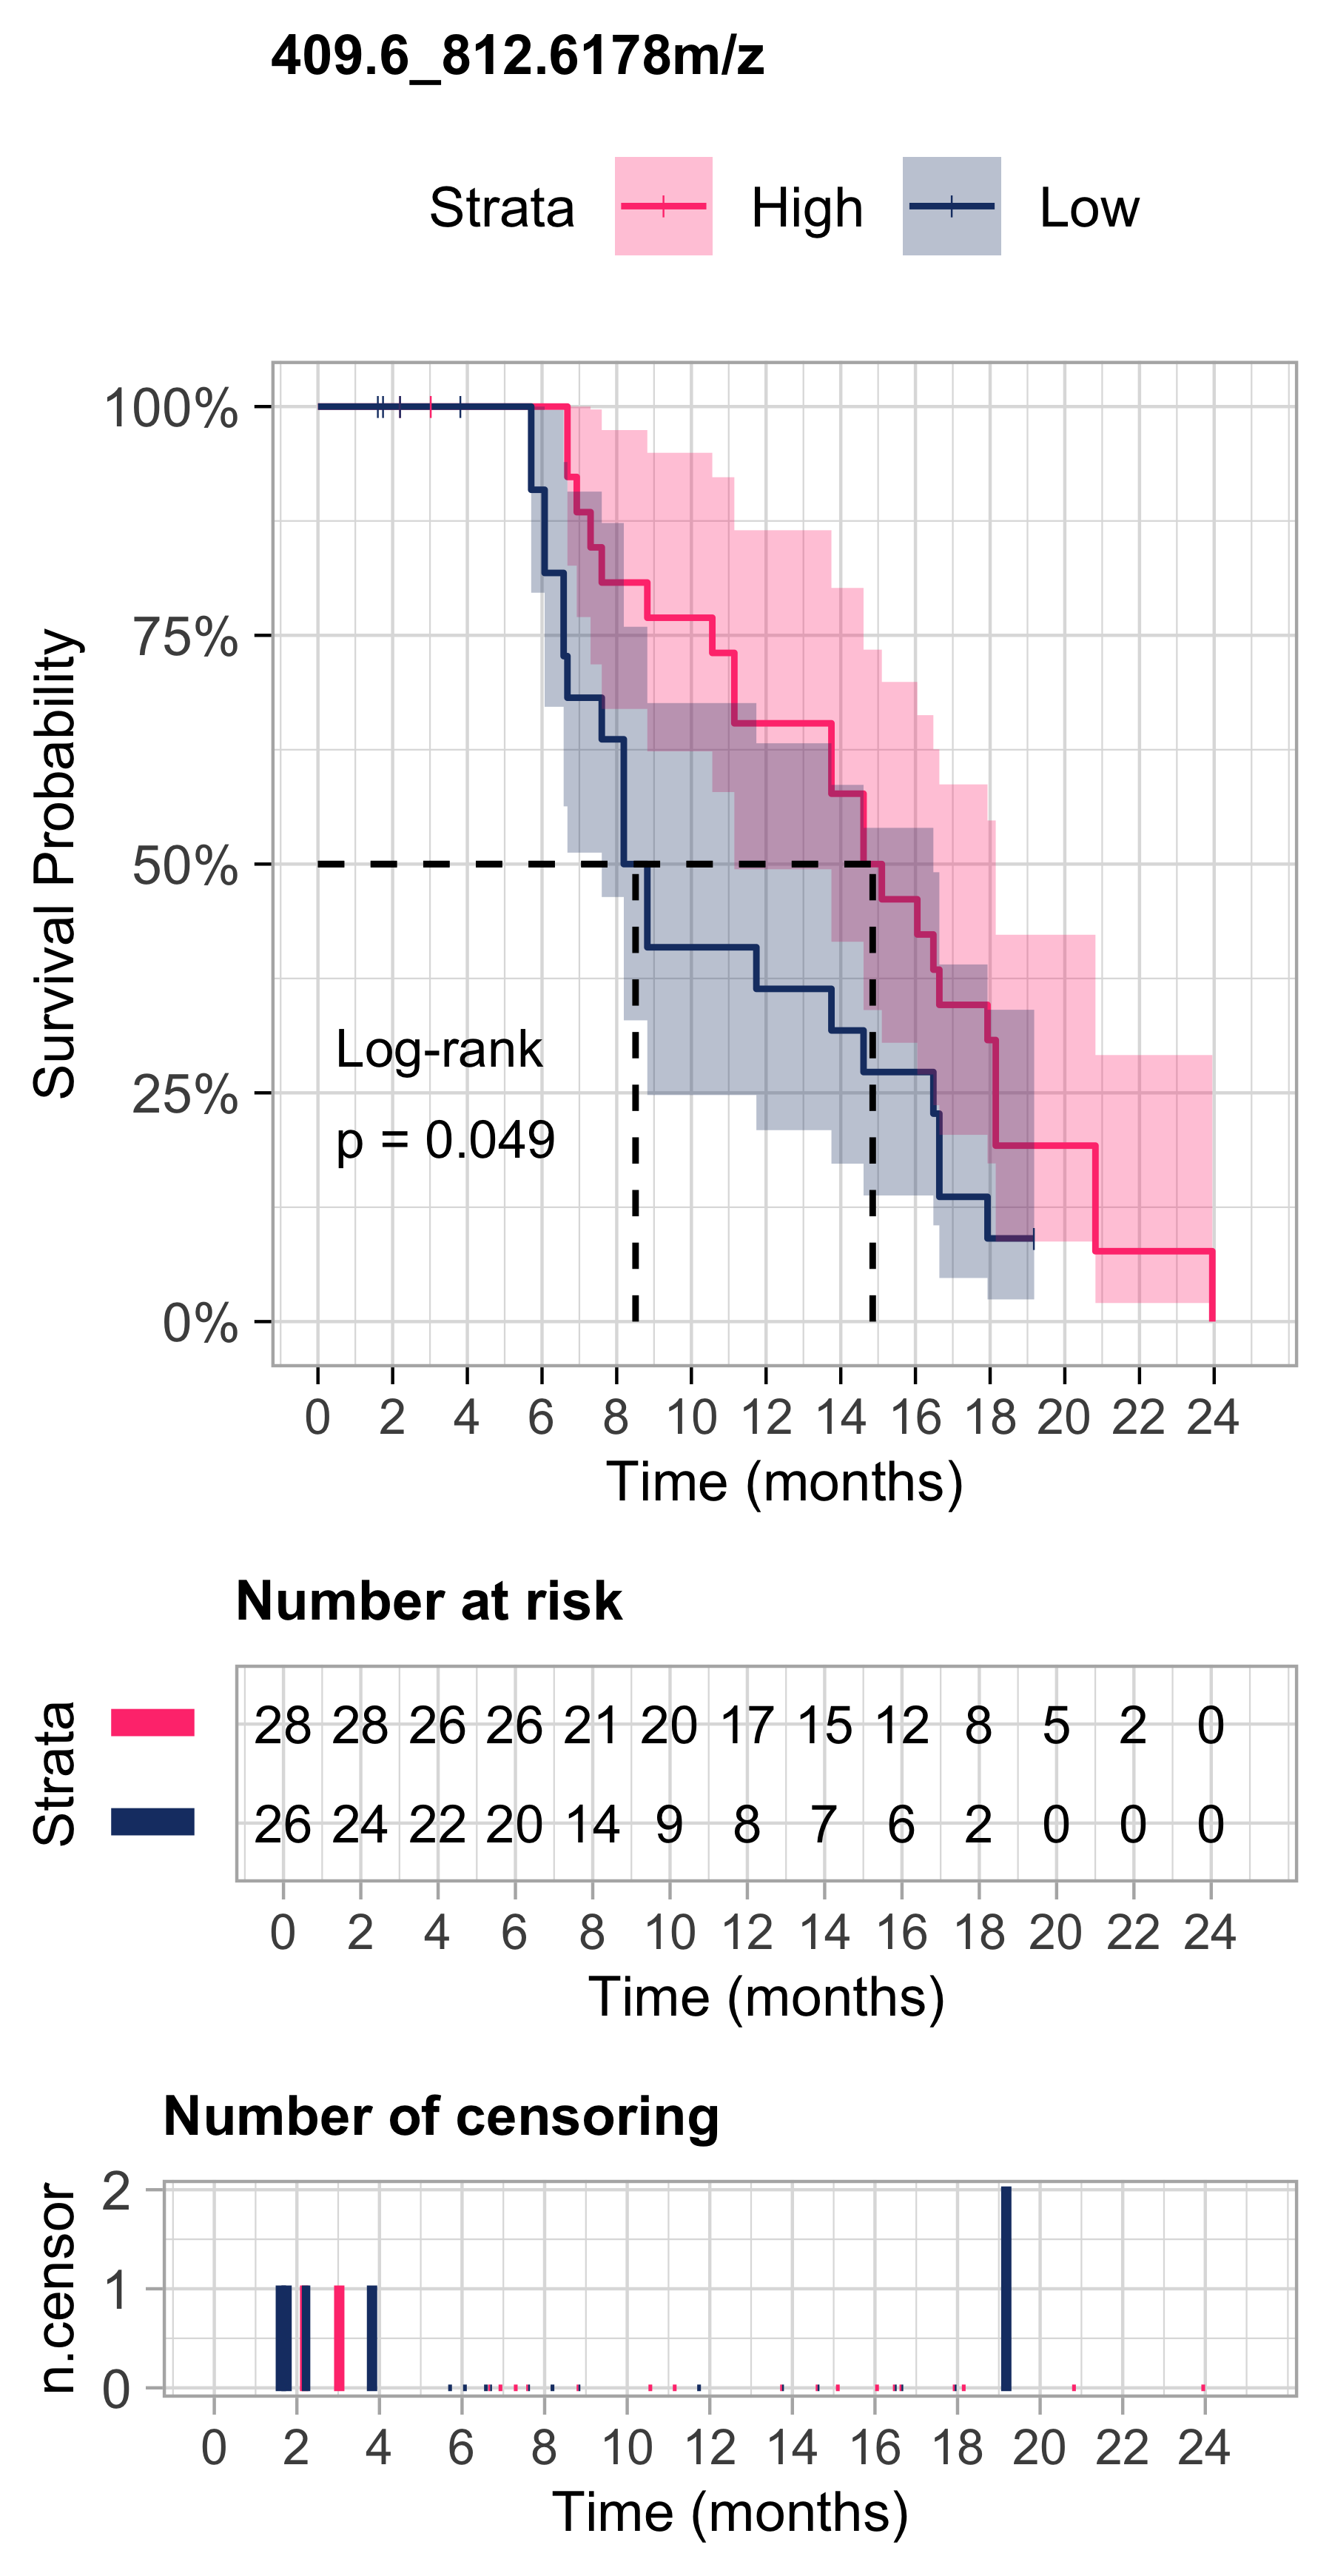 409.6_812.6178m/z
Strata High Low
Survival Probability
100%
75%
50%
25%
0%
Log-rank
p = 0.049
0 2 4 6 8 10 12 14 16 18 20 22 24
Time (months)
Number at risk
Strata
28 28 26 26 21 20 17 15 12 8 5 2 0
26 24 22 20 14 9 8 7 6 2 0 0 0
0 2 4 6 8 10 12 14 16 18 20 22 24
Time (months)
Number of censoring
n.censor
2
1
0
0 2 4 6 8 10 12 14 16 18 20 22 24
Time (months)